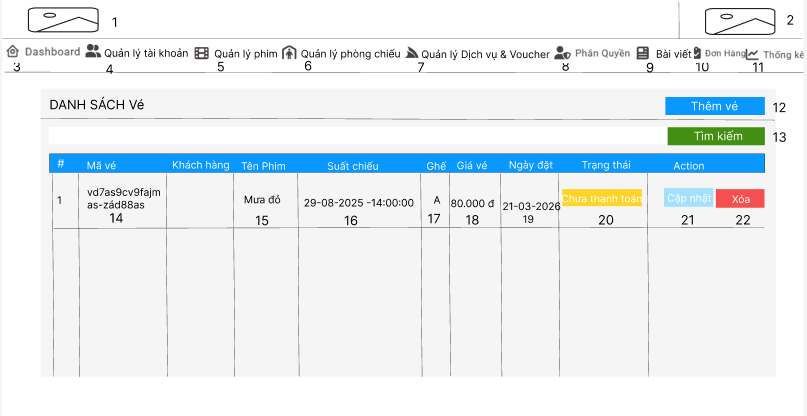 1
2
Dashboard Quản lý tài khoản Quản lý phim Quản lý phòng chiếu Quản lý Dịch vụ & Voucher Phân Quyền Bài viết Đơn Hàng Thống kê
3 4 5 6 7 8 9 10 11
DANH SÁCH Vé
Thêm vé 12
Tìm kiếm 13
# Mã vé Khách hàng Tên Phim Suất chiếu Ghế Giá vé Ngày đặt Trạng thái Action
1 vd7as9cv9fajm Mưa đỏ 29-08-2025 -14:00:00 A 80.000 đ 21-03-2026 Chưa thanh toán Cập nhật Xóa
as-zád88as
14 15 16 17 18 19 20 21 22